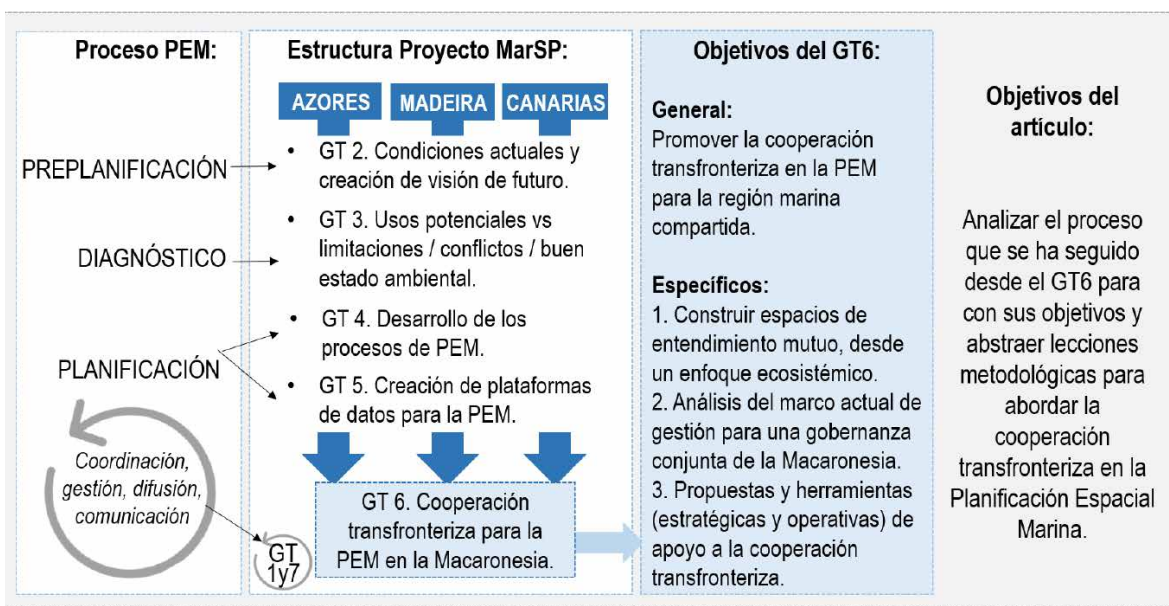 Proceso PEM:
PREPLANIFICACIÓN
DIAGNÓSTICO
PLANIFICACIÓN
Coordinación,
gestión, difusión,
comunicación
Estructura Proyecto MarSP:
AZORES
MADEIRA
CANARIAS
• GT 2. Condiciones actuales y
creación de visión de futuro.
• GT 3. Usos potenciales vs
limitaciones / conflictos / buen
estado ambiental.
• GT 4. Desarrollo de los
procesos de PEM.
• GT 5. Creación de plataformas
de datos para la PEM.
GT 6. Cooperación
transfronteriza para la
PEM en la Macaronesia.
GT
1y7
Objetivos del GT6:
General:
Promover la cooperación
transfronteriza en la PEM
para la región marina
compartida.
Específicos:
1. Construir espacios de
entendimiento mutuo, desde
un enfoque ecosistémico.
2. Análisis del marco actual de
gestión para una gobernanza
conjunta de la Macaronesia.
3. Propuestas y herramientas
(estratégicas y operativas) de
apoyo a la cooperación
transfronteriza.
Objetivos del
artículo:
Analizar el proceso
que se ha seguido
desde el GT6 para
con sus objetivos y
abstraer lecciones
metodológicas para
abordar la
cooperación
transfronteriza en la
Planificación Espacial
Marina.